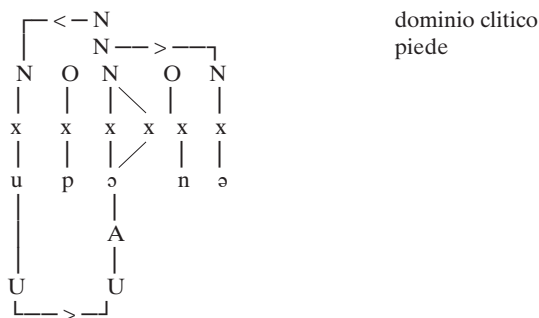 < N dominio clitico
N > piede
N O N O N
x x x x x x
u p ɔ n ə
A
U U
>